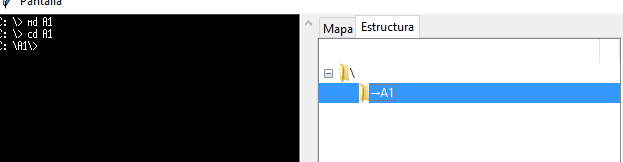 Pantalla
C: \> md A1
C: \> cd A1
C: \A1\>
Mapa
Estructura
\
→A1